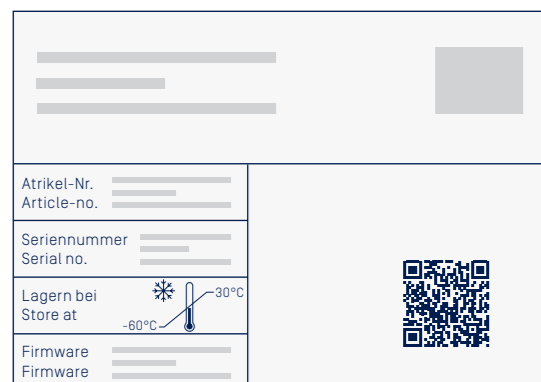 Atrikel-Nr.
Article-no.
Seriennummer
Serial no.
Lagern bei
Store at
30°C
-60°C
Firmware
Firmware